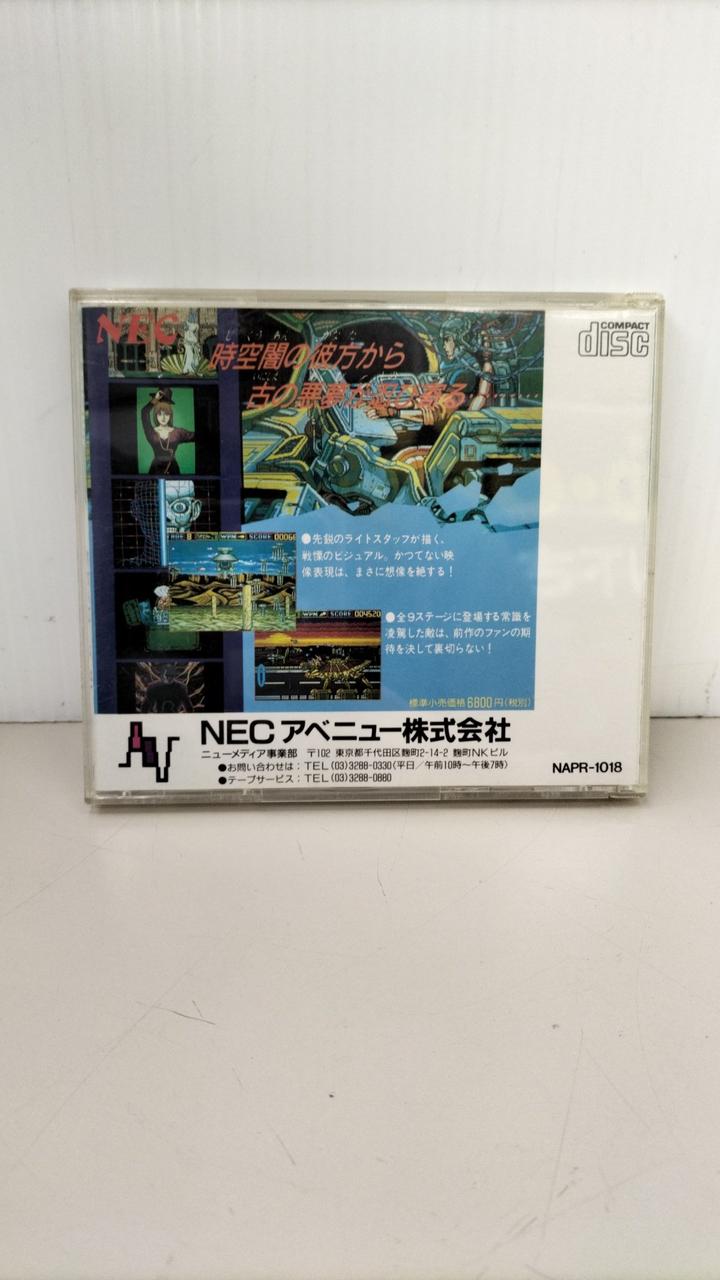 NEC
COMPACT
disc
時空闇の彼方から
古の悪夢が忍び寄る…
●先鋭のライトスタッフが描く、
戦慄のビジュアル。かつてない映
像表現は、まさに想像を絶する！
WPN SCORE
WPN SCORE 004520
●全9ステージに登場する常識を
凌駕した敵は、前作のファンの期
待を決して裏切らない！
標準小売価格6800円(税別)
NECアベニュー株式会社
ニューメディア事業部 〒102 東京都千代田区麹町2-14-2 麹町NKビル
●お問い合わせは：TEL(03)3288-0330(平日／午前10時〜午後7時)
●テープサービス：TEL(03)3288-0880
NAPR-1018